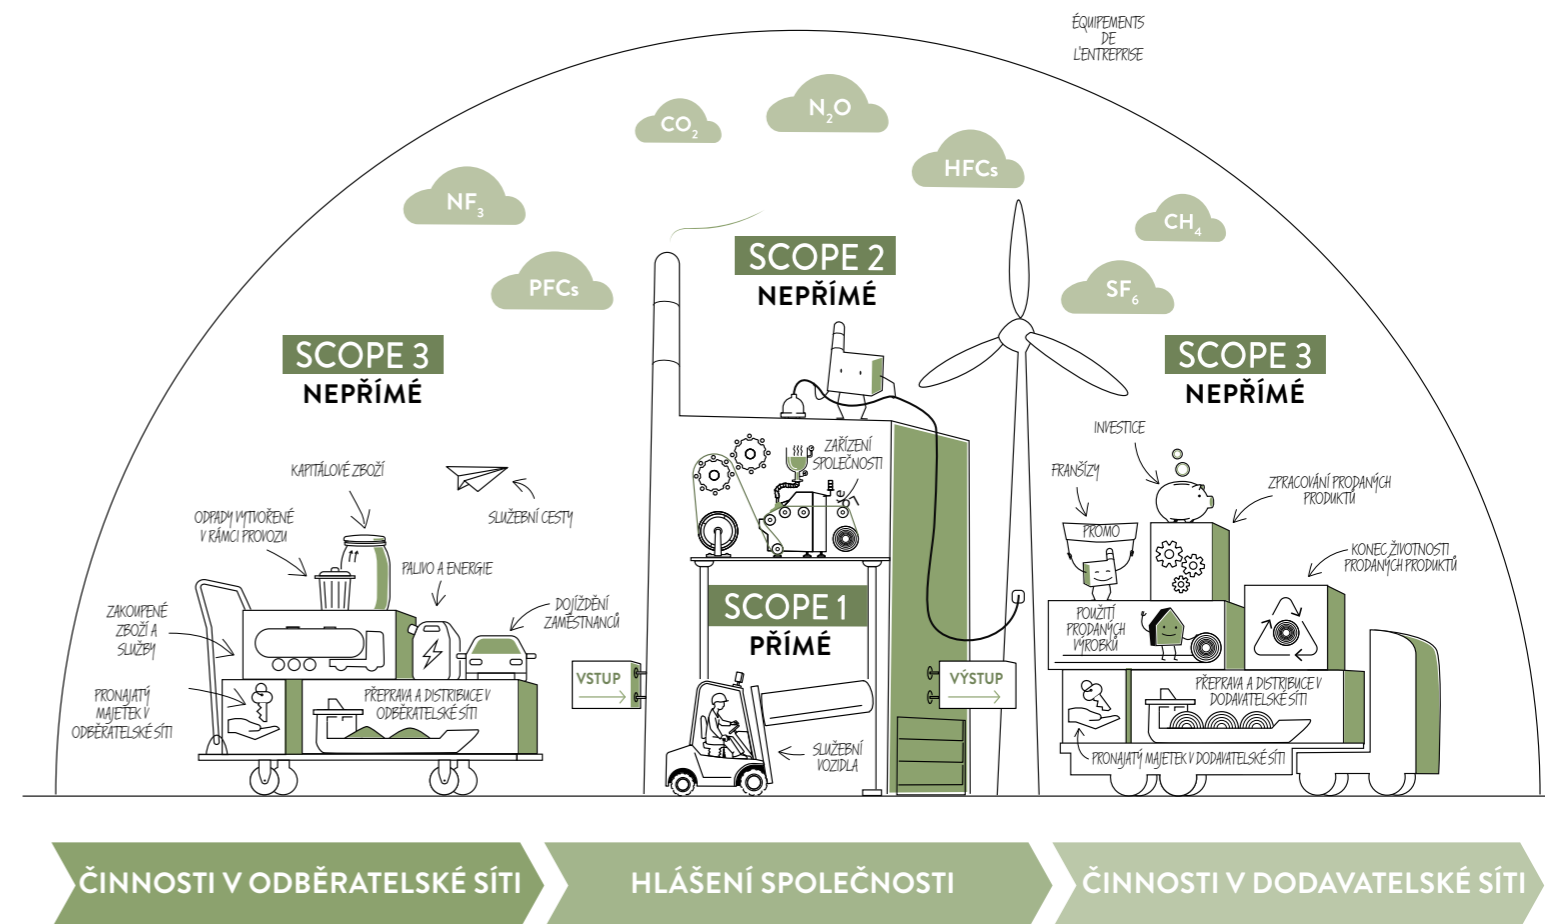 ÉQUIPEMENTS
DE
L'ENTREPRISE
CO2
N2O
HFCs
NF3
CH4
PFCs
SF6
SCOPE 2
NEPŘÍMÉ
SCOPE 3
NEPŘÍMÉ
SCOPE 3
NEPŘÍMÉ
KAPITÁLOVÉ ZBOŽÍ
SLUŽEBNÍ CESTY
ODPADY VYTVOŘENÉ
V RÁMCI PROVOZU
PALIVO A ENERGIE
DOJÍŽDĚNÍ
ZAMĚSTNANCŮ
ZAKOUPENÉ
ZBOŽÍ A
SLUŽBY
PRONAJATÝ
MAJETEK V
ODBĚRATELSKÉ SÍTI
PŘEPRAVA A DISTRIBUCE V
ODBĚRATELSKÉ SÍTI
ZAŘÍZENÍ
SPOLEČNOSTI
SCOPE 1
PŘÍMÉ
VSTUP
VÝSTUP
SLUŽEBNÍ
VOZIDLA
INVESTICE
FRANŠÍZY
PROMO
ZPRACOVÁNÍ PRODANÝCH
PRODUKTŮ
KONEC ŽIVOTNOSTI
PRODANÝCH PRODUKTŮ
POUŽITÍ
PRODANÝCH
VÝROBKŮ
PŘEPRAVA A DISTRIBUCE V
DODAVATELSKÉ SÍTI
PRONAJATÝ MAJETEK V DODAVATELSKÉ SÍTI
ČINNOSTI V ODBĚRATELSKÉ SÍTI
HLÁŠENÍ SPOLEČNOSTI
ČINNOSTI V DODAVATELSKÉ SÍTI